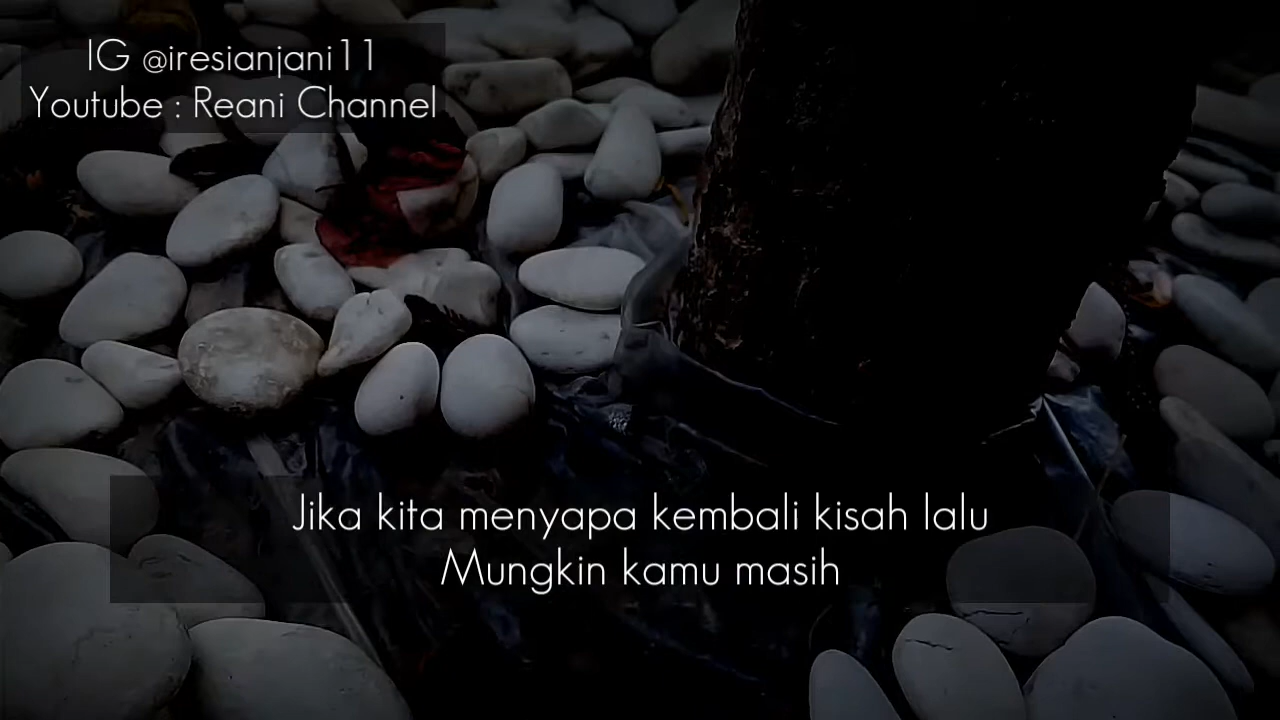 IG @iresianjani11
Youtube : Reani Channel
Jika kita menyapa kembali kisah lalu
Mungkin kamu masih